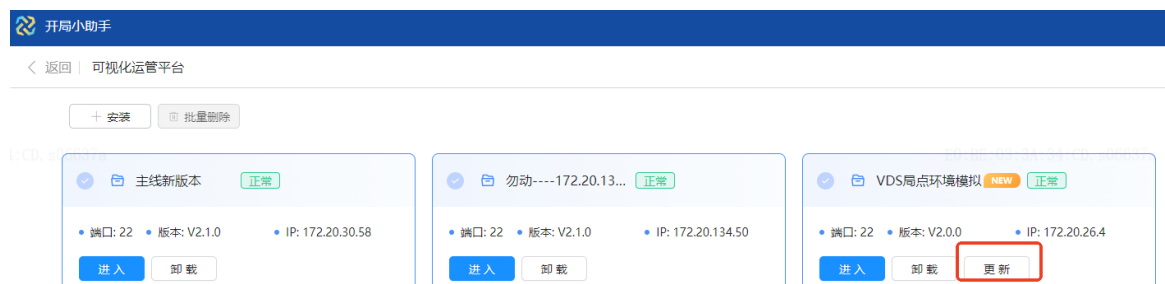 开局小助手
< 返回 | 可视化运管平台
+ 安装 批量删除
主线新版本 正常
勿动----172.20.13... 正常
VDS局点环境模拟 NEW 正常
• 端口: 22 • 版本: V2.1.0 • IP: 172.20.30.58
• 端口: 22 • 版本: V2.1.0 • IP: 172.20.134.50
• 端口: 22 • 版本: V2.0.0 • IP: 172.20.26.4
进入 卸载
进入 卸载
进入 卸载 更新